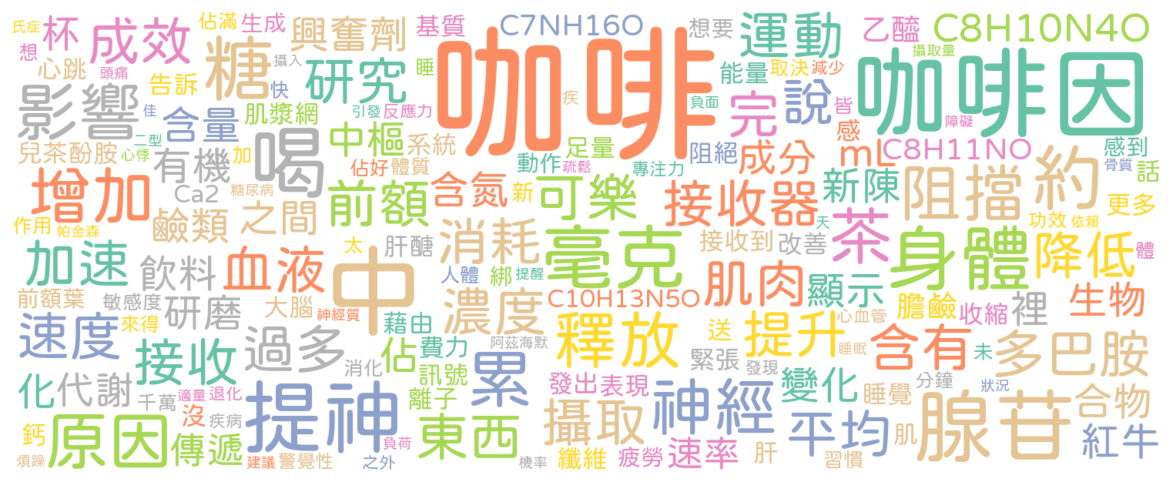 氏症 佔滿 生成 基質 C7NH16O 想要 運動 乙醯 C8H10N4O
想 杯 成效 糖 興奮劑 咖啡 攝取量
心跳 頭痛 告訴 快 攝入 研究 睡 能量 取決 減少 咖啡因
影響 佳 含量 肌漿網 引發 反應力 疾 負面 完 說 皆 障礙
兒茶酚胺 二型 心悸 加 喝 中樞 系統 足量 阻絕 成分 感 mL C8H11NO 感到
有機 佔好 體質 動作 疏鬆 專注力 骨質 話
增加 Ca2 糖尿病 前額 含氮 新 可樂 接收器 天 新陳 阻擋 約 更多
作用 帕金森 鹼類 之間 功效 依賴
加速 飲料 血液 太 肝醣 消耗 毫克 接收到 改善 茶 身體 降低 體
中 人體 綁 提醒 肌肉 顯示
前額葉 敏感度 研磨 大腦 神經質 濃度 C10H13N5O 心血管 膽鹼 收縮 裡 生物
速度 來得 接收 過多 藉由 阿茲海默 釋放 送 提升 睡眠 含有 未 多巴胺
佔 費力 緊張 發現
化 代謝 適量 退化 消化 訊號 累 發出 表現 變化 睡覺 分鐘 狀況
千萬 沒 疾病 提神 離子 攝取 神經 合物
鈣 原因 傳遞 負荷 東西 速率 平均 肌 腺苷 紅牛
煩躁 建議 警覺性 之外 機率 纖維 疲勞 肝 習慣